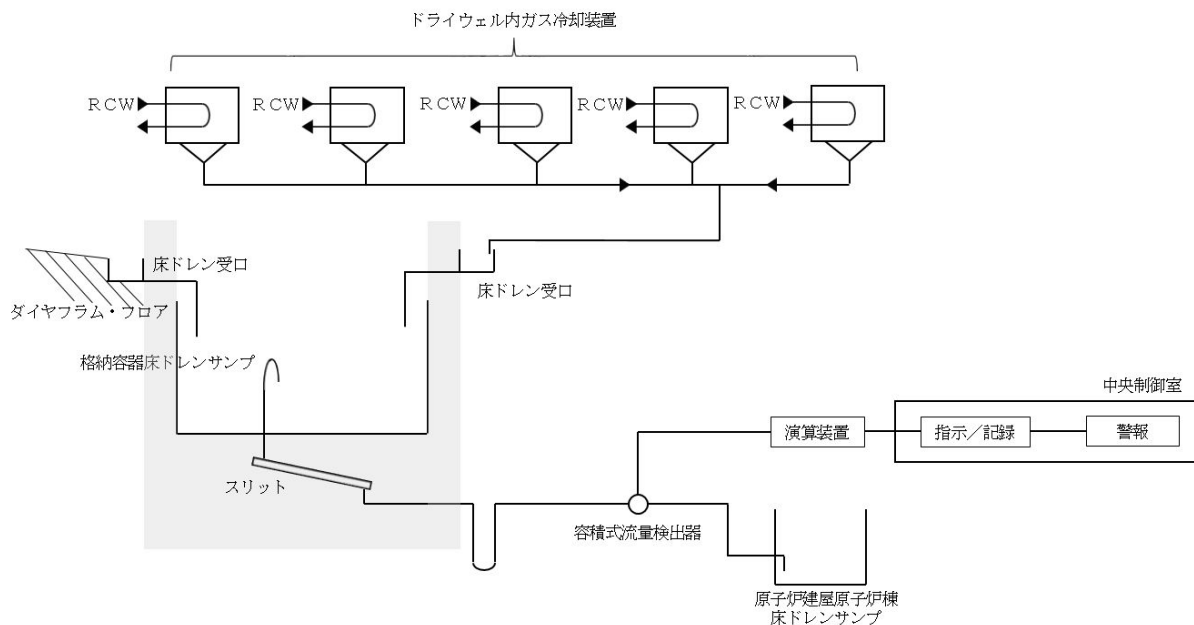 ドライウェル内ガス冷却装置
ＲＣＷ
ＲＣＷ
ＲＣＷ
ＲＣＷ
ＲＣＷ
床ドレン受口
床ドレン受口
ダイヤフラム・フロア
格納容器床ドレンサンプ
中央制御室
演算装置
指示／記録
警報
スリット
容積式流量検出器
原子炉建屋原子炉棟
床ドレンサンプ